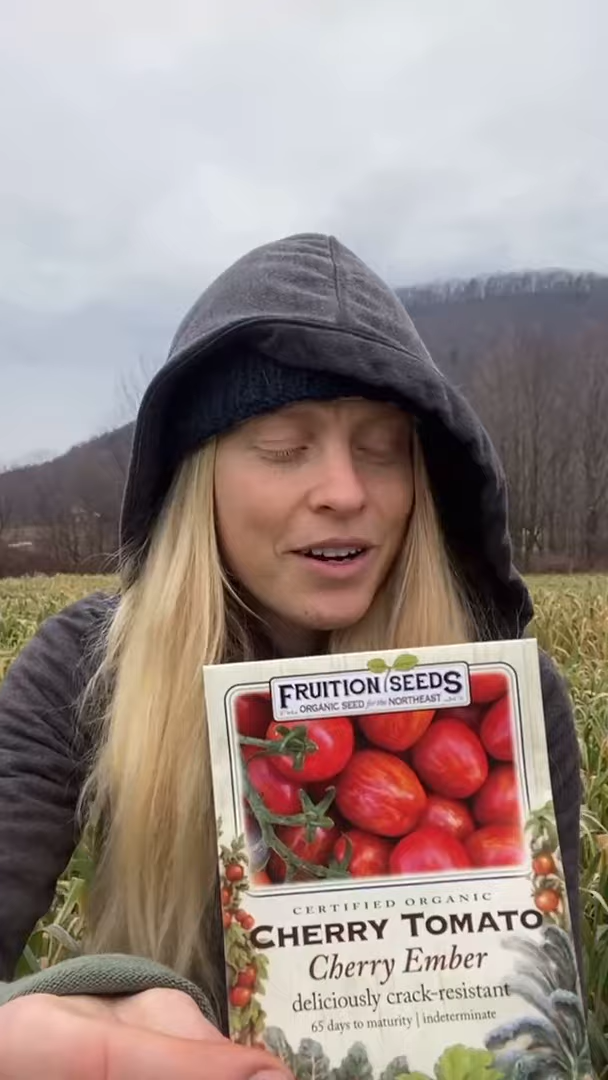 FRUITION SEEDS
ORGANIC SEED for the NORTHEAST
CERTIFIED ORGANIC
CHERRY TOMATO
Cherry Ember
deliciously crack-resistant
65 days to maturity | indeterminate